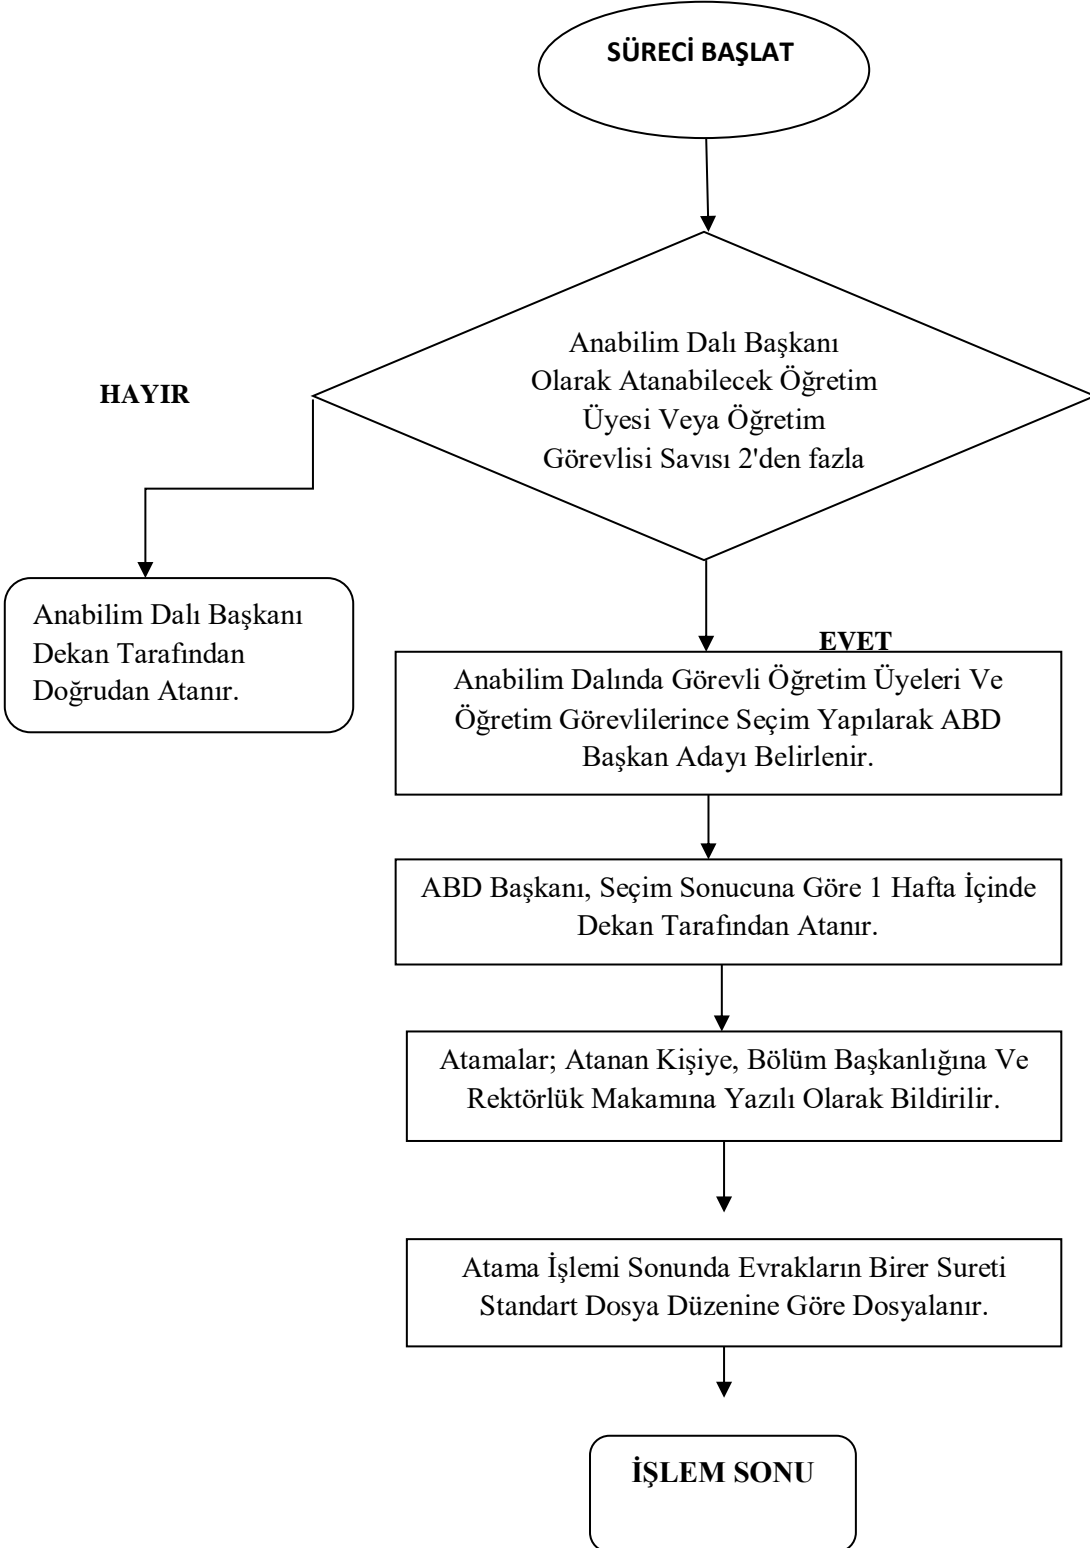 SÜRECİ BAŞLAT
Anabilim Dalı Başkanı
Olarak Atanabilecek Öğretim
Üyesi Veya Öğretim
Görevlisi Savısı 2'den fazla
HAYIR
Anabilim Dalı Başkanı
Dekan Tarafından
Doğrudan Atanır.
EVET
Anabilim Dalında Görevli Öğretim Üyeleri Ve
Öğretim Görevlilerince Seçim Yapılarak ABD
Başkan Adayı Belirlenir.
ABD Başkanı, Seçim Sonucuna Göre 1 Hafta İçinde
Dekan Tarafından Atanır.
Atamalar; Atanan Kişiye, Bölüm Başkanlığına Ve
Rektörlük Makamına Yazılı Olarak Bildirilir.
Atama İşlemi Sonunda Evrakların Birer Sureti
Standart Dosya Düzenine Göre Dosyalanır.
İŞLEM SONU